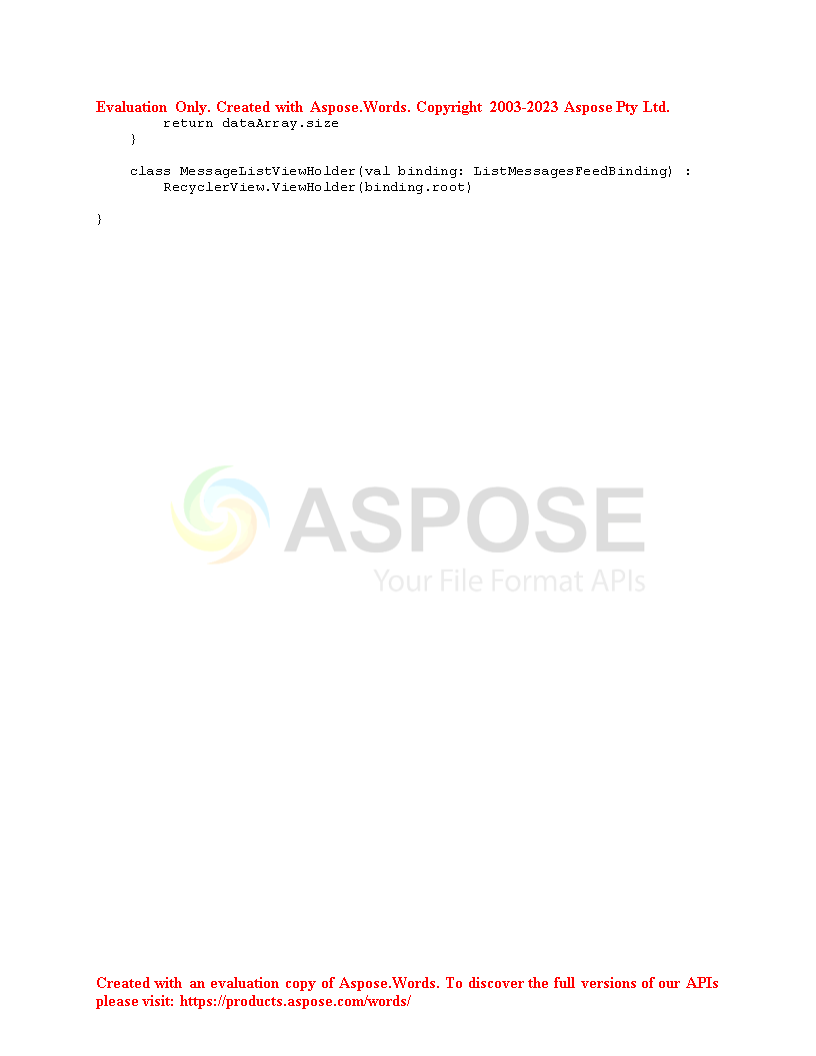 Evaluation Only. Created with Aspose.Words. Copyright 2003-2023 Aspose Pty Ltd.
        return dataArray.size
    }
    class MessageListViewHolder(val binding: ListMessagesFeedBinding) :
        RecyclerView.ViewHolder(binding.root)
}
ASPOSE
Your File Format APIs
Created with an evaluation copy of Aspose.Words. To discover the full versions of our APIs
please visit: https://products.aspose.com/words/